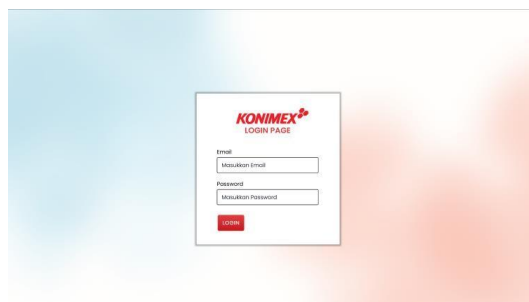 KONIMEX
LOGIN PAGE
Email
Masukkan Email
Password
Masukkan Password
LOGIN